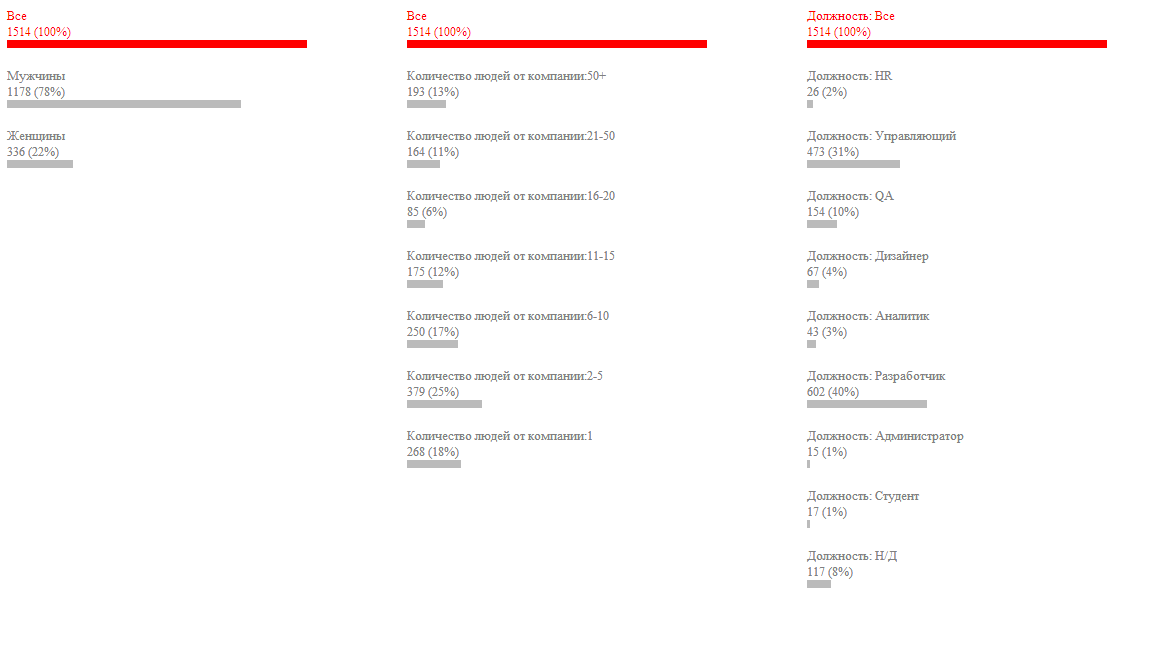 Все
1514 (100%)
Мужчины
1178 (78%)
Женщины
336 (22%)
Все
1514 (100%)
Количество людей от компании:50+
193 (13%)
Количество людей от компании:21-50
164 (11%)
Количество людей от компании:16-20
85 (6%)
Количество людей от компании:11-15
175 (12%)
Количество людей от компании:6-10
250 (17%)
Количество людей от компании:2-5
379 (25%)
Количество людей от компании:1
268 (18%)
Должность: Все
1514 (100%)
Должность: HR
26 (2%)
Должность: Управляющий
473 (31%)
Должность: QA
154 (10%)
Должность: Дизайнер
67 (4%)
Должность: Аналитик
43 (3%)
Должность: Разработчик
602 (40%)
Должность: Администратор
15 (1%)
Должность: Студент
17 (1%)
Должность: Н/Д
117 (8%)